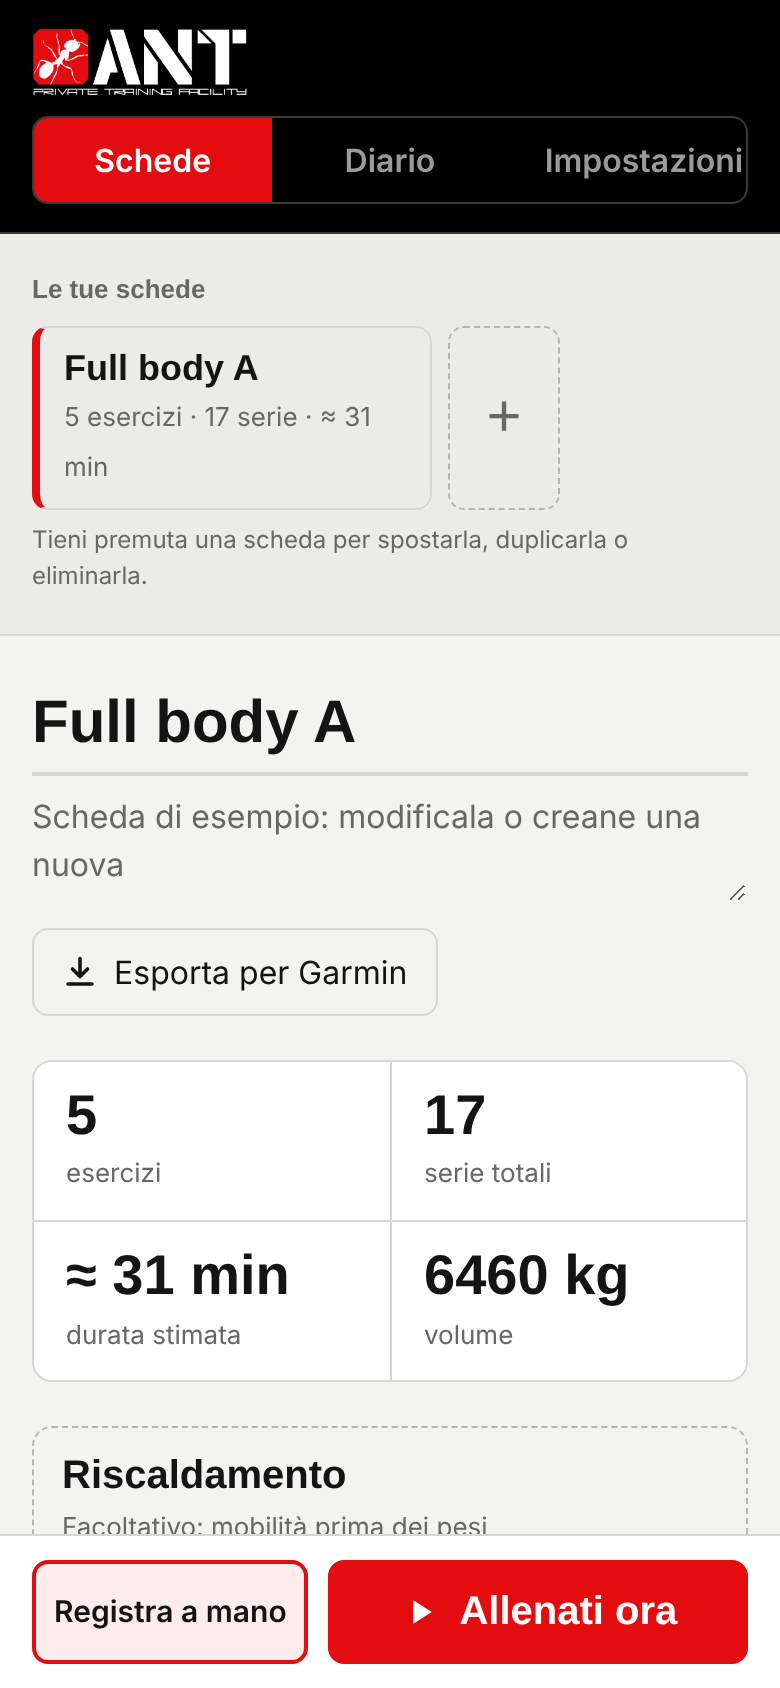 ANT
PRIVATE TRAINING FACILITY
Schede
Diario
Impostazioni
Le tue schede
Full body A
5 esercizi · 17 serie · ≈ 31
min
+
Tieni premuta una scheda per spostarla, duplicarla o
eliminarla.
Full body A
Scheda di esempio: modificala o creane una
nuova
Esporta per Garmin
5
esercizi
17
serie totali
≈ 31 min
durata stimata
6460 kg
volume
Riscaldamento
Facoltativo: mobilità prima dei pesi
Registra a mano
Allenati ora